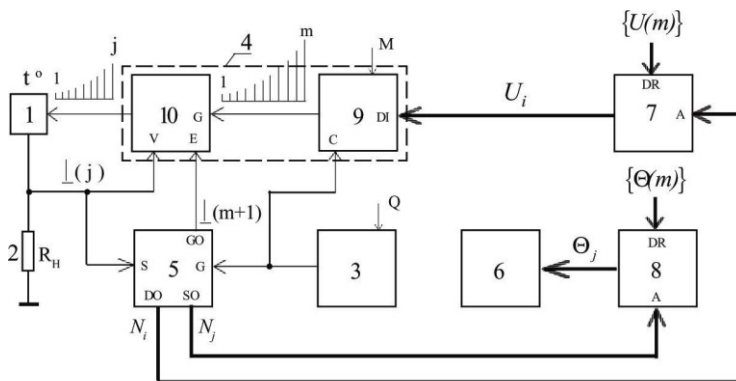 4
m
M
{U(m)}
j
1
1
t°
1
10
G
V
E
9
DI
C
U_i
DR
7
A
⊥(j)
⊥(m+1)
Q
{Θ(m)}
2
R_H
GO
S
5
G
DO
SO
3
6
Θ_j
DR
8
A
N_i
N_j